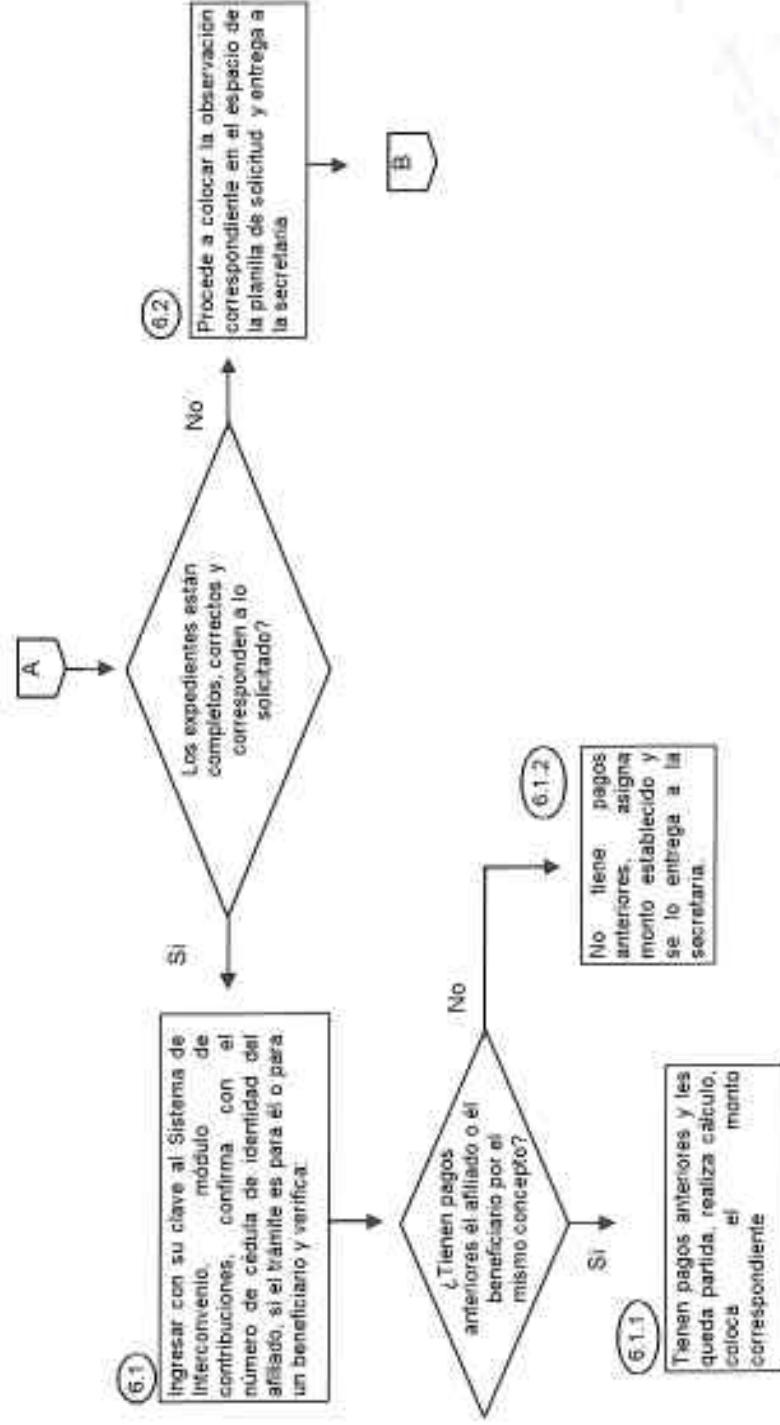 A
Los expedientes están
completos, correctos y
corresponden a lo
solicitado?
Si
No
6.1
Ingresar con su clave al Sistema de
Interconvenio, módulo de
contribuciones, confirma con el
número de cédula de identidad del
afiliado, si el trámite es para él o para
un beneficiario y verifica:
6.2
Procede a colocar la observación
correspondiente en el espacio de
la planilla de solicitud y entrega a
la secretaria
B
¿Tienen pagos
anteriores él afiliado o él
beneficiario por el
mismo concepto?
No
Si
6.1.1
Tienen pagos anteriores y les
queda partida, realiza cálculo,
coloca el monto
correspondiente
6.1.2
No tiene pagos
anteriores, asigna
monto establecido y
se lo entrega a la
secretaria.